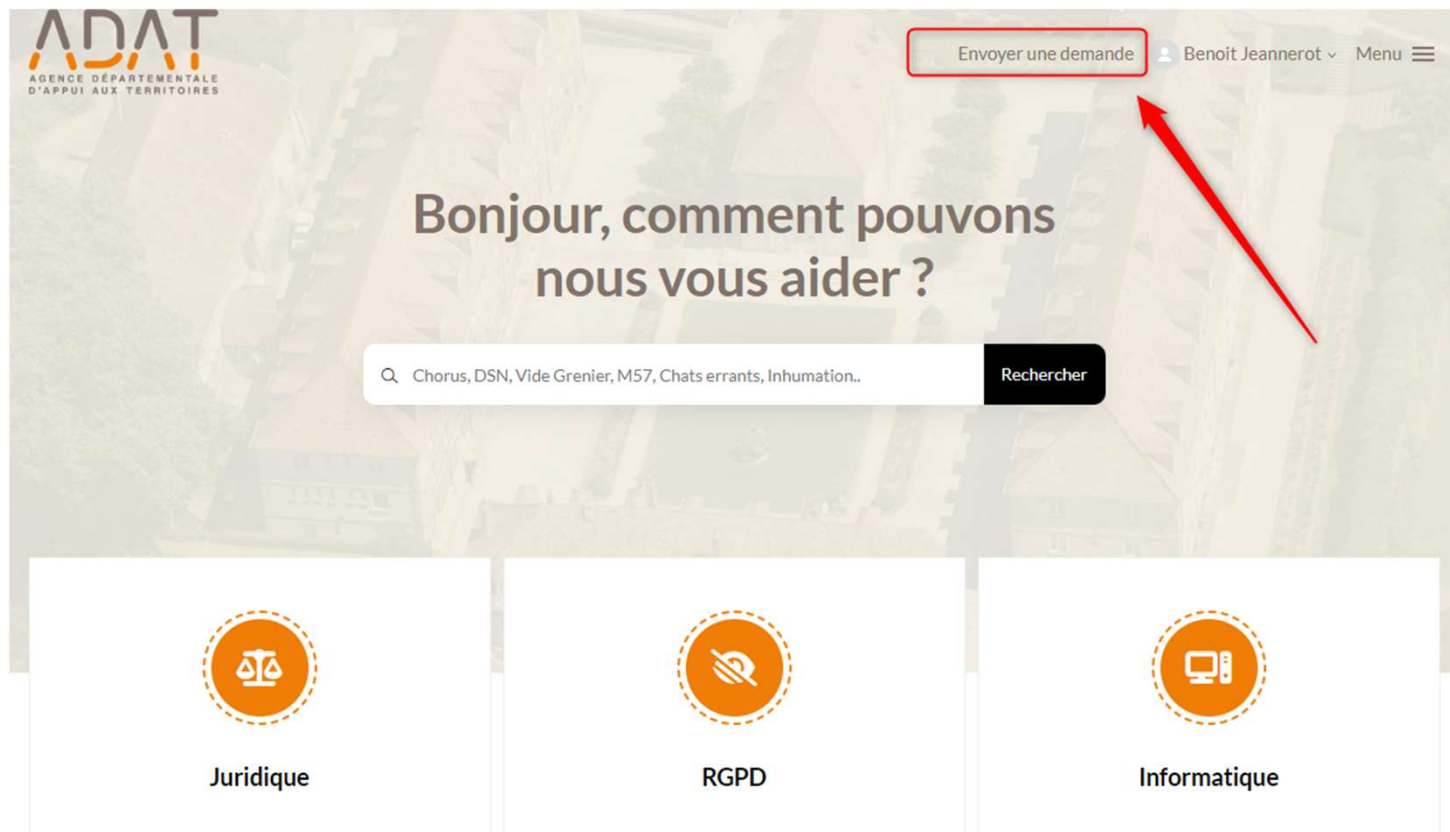 ADAT
AGENCE DÉPARTEMENTALE
D'APPUI AUX TERRITOIRES
Envoyer une demande
Benoit Jeannerot
Menu
Bonjour, comment pouvons
nous vous aider ?
Chorus, DSN, Vide Grenier, M57, Chats errants, Inhumation..
Rechercher
Juridique
RGPD
Informatique